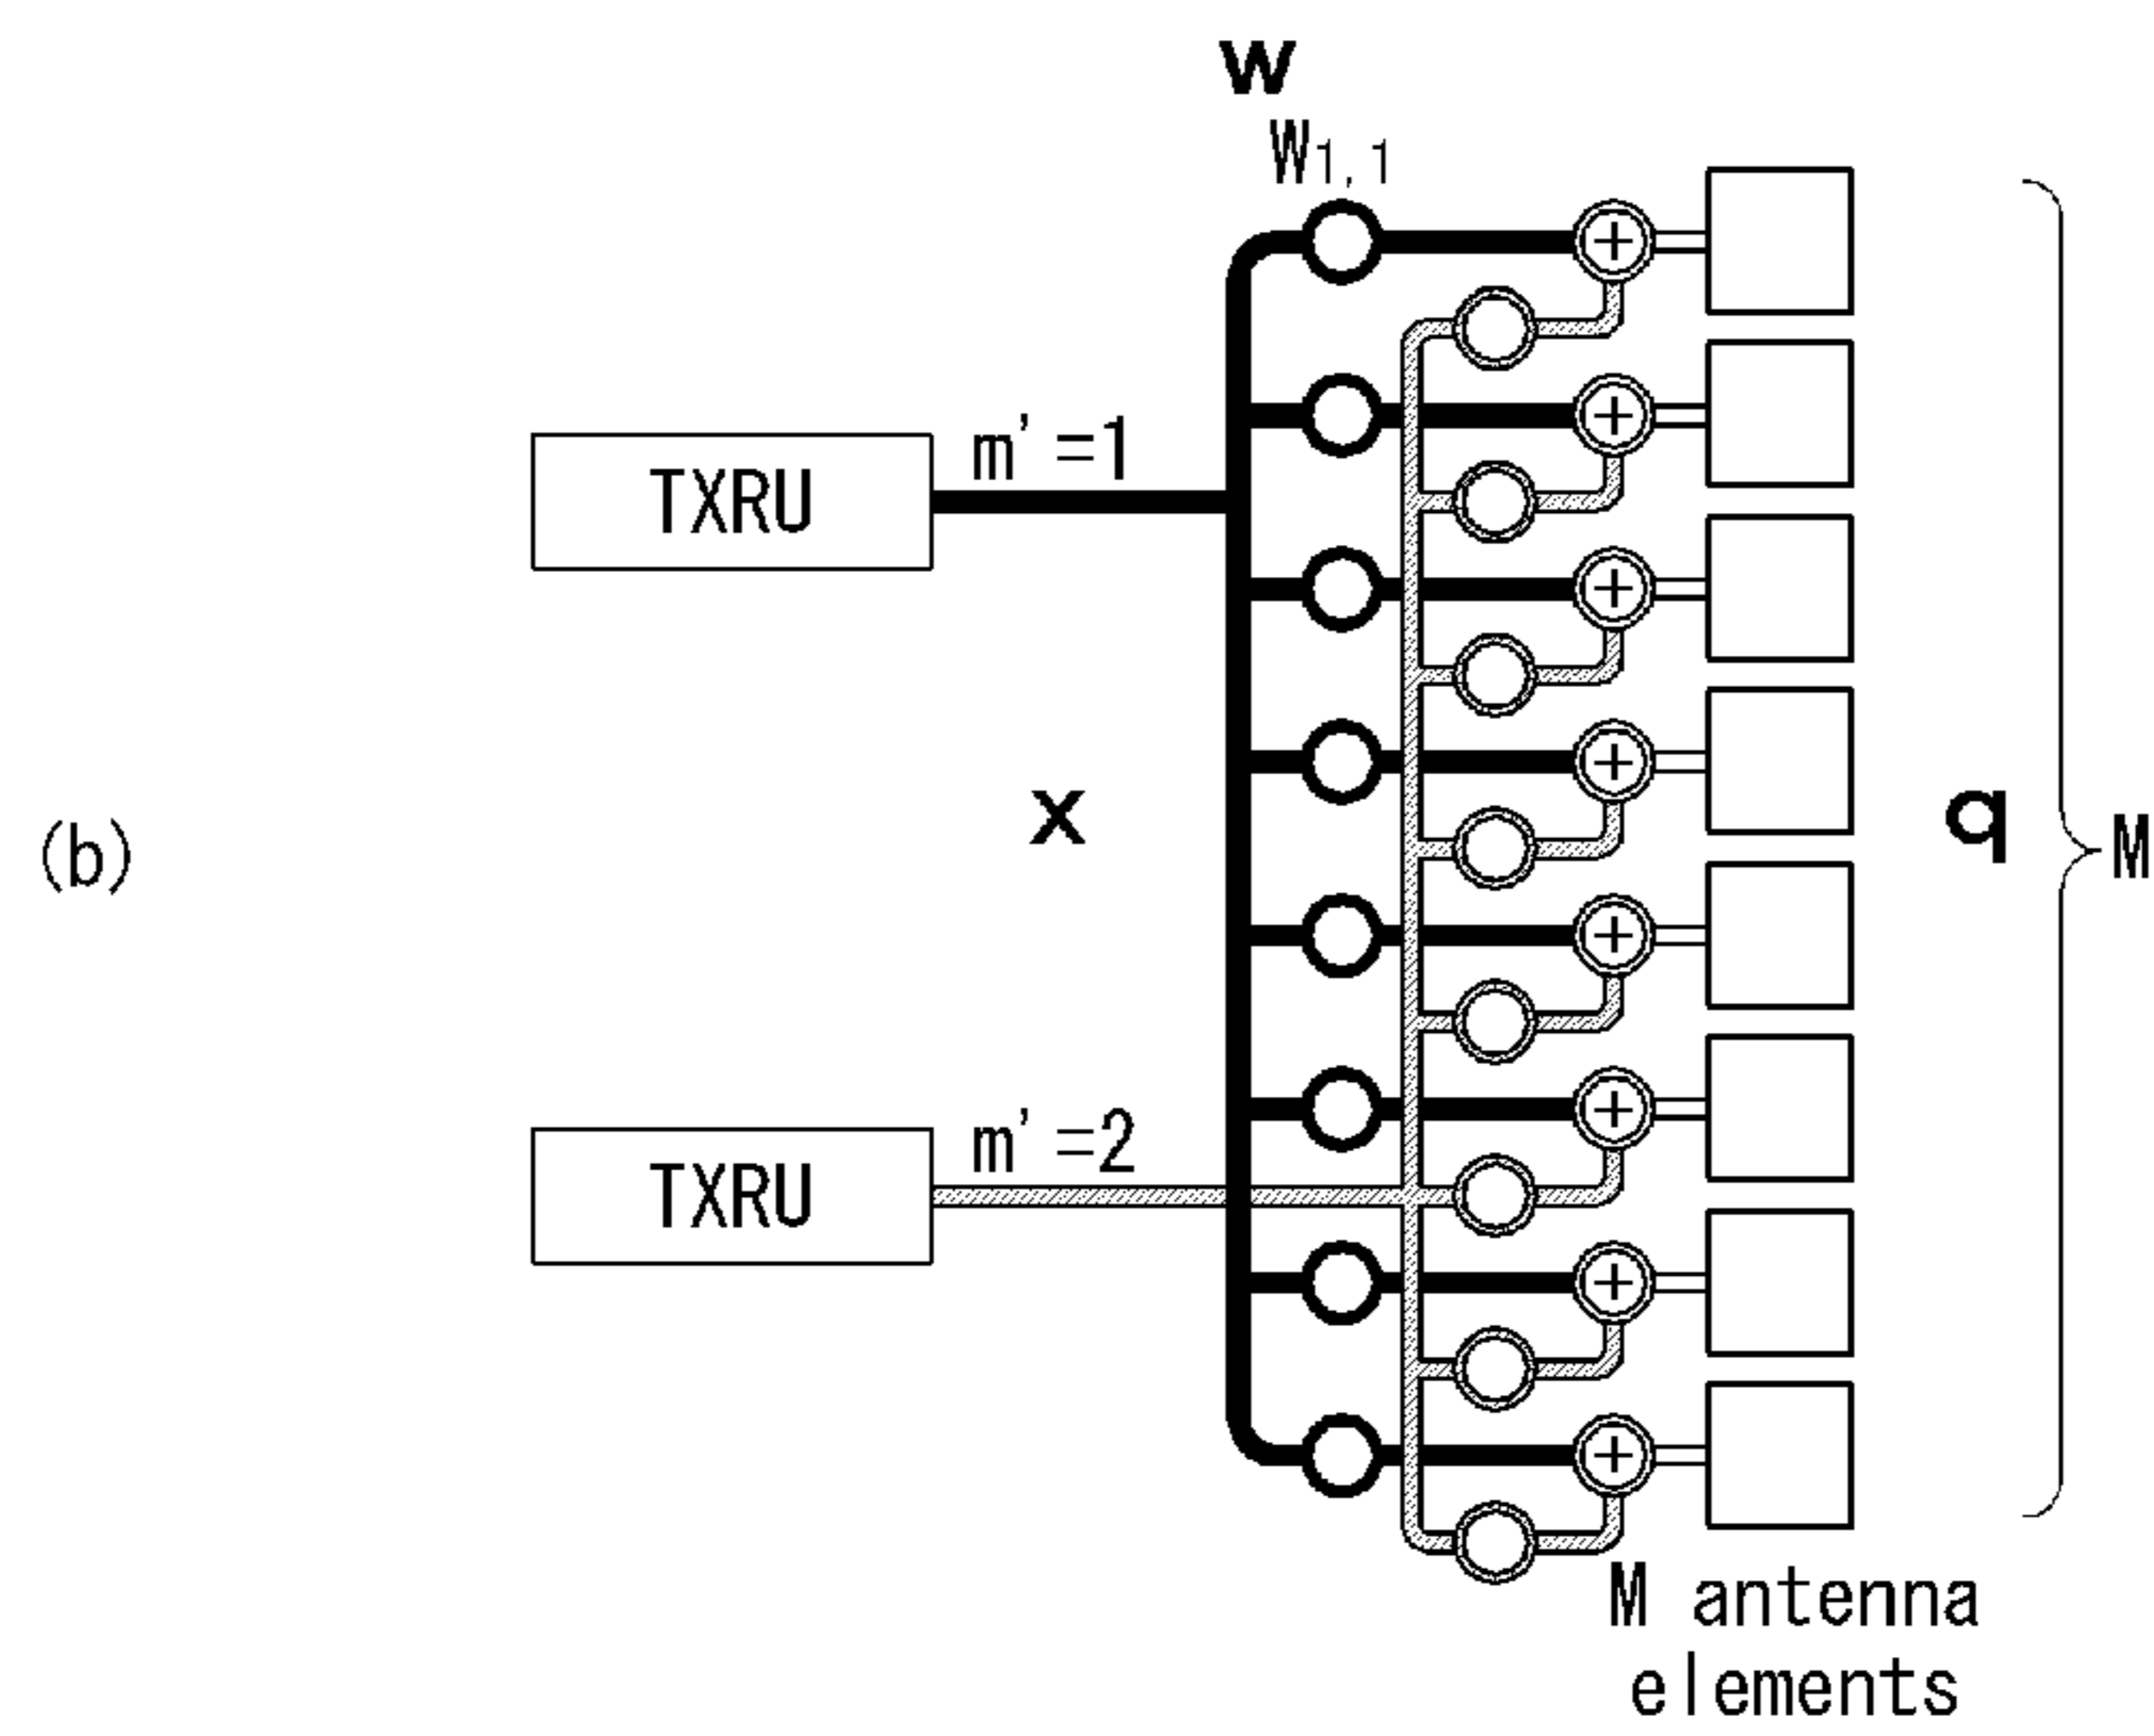 w
W1,1
m'=1
TXRU
x
q
(b)
M
m'=2
TXRU
+
+
+
+
+
+
+
+
M antenna
elements